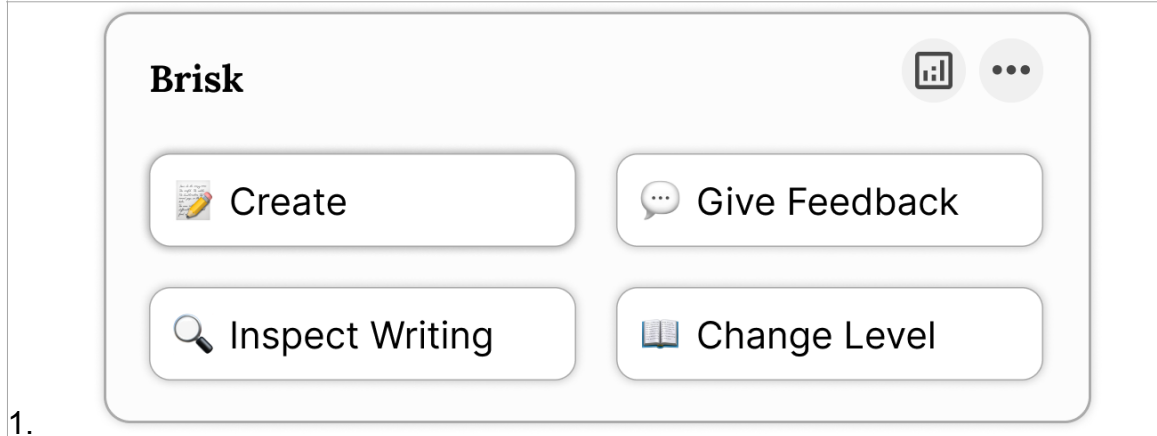 Brisk
Create
Give Feedback
Inspect Writing
Change Level
1.